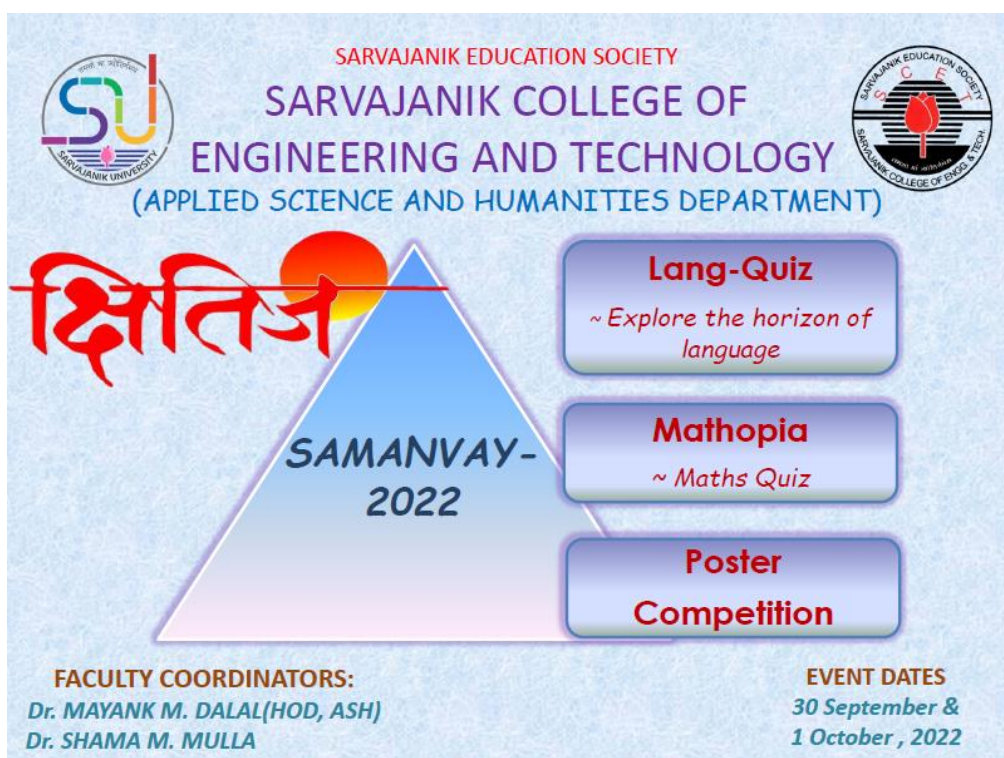 SARVAJANIK EDUCATION SOCIETY
SARVAJANIK COLLEGE OF
ENGINEERING AND TECHNOLOGY
(APPLIED SCIENCE AND HUMANITIES DEPARTMENT)
SU
SARVAJANIK UNIVERSITY
SARVAJANIK EDUCATION SOCIETY
S C E T
SARVAJANIK COLLEGE OF ENGG. & TECH.
क्षितिज
SAMANVAY-
2022
Lang-Quiz
~ Explore the horizon of
language
Mathopia
~ Maths Quiz
Poster
Competition
FACULTY COORDINATORS:
Dr. MAYANK M. DALAL(HOD, ASH)
Dr. SHAMA M. MULLA
EVENT DATES
30 September &
1 October , 2022